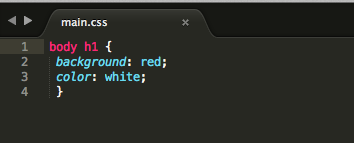 main.css ×
1 body h1 {
2 background: red;
3 color: white;
4 }